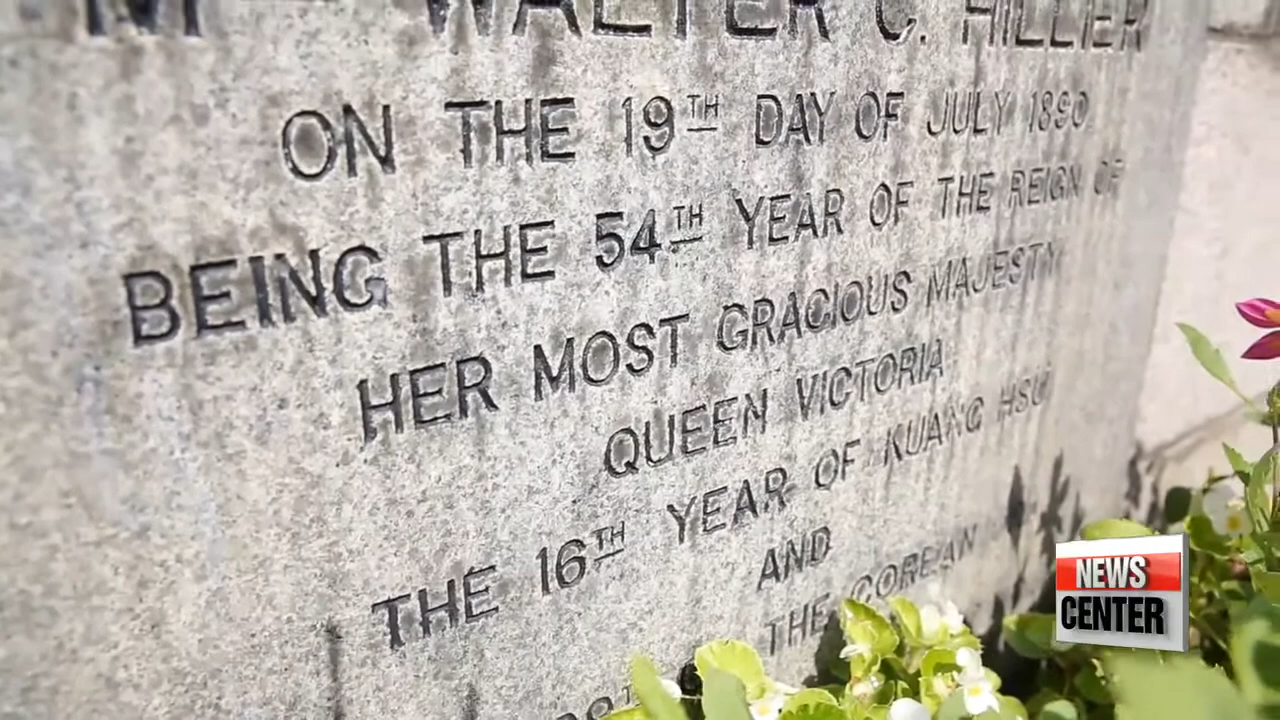 WALTER C. HILLIER
ON THE 19TH DAY OF JULY 1890
BEING THE 54TH YEAR OF THE REIGN OF
HER MOST GRACIOUS MAJESTY
QUEEN VICTORIA
THE 16TH YEAR OF KUANG HSU
AND
THE COREAN
NEWS
CENTER